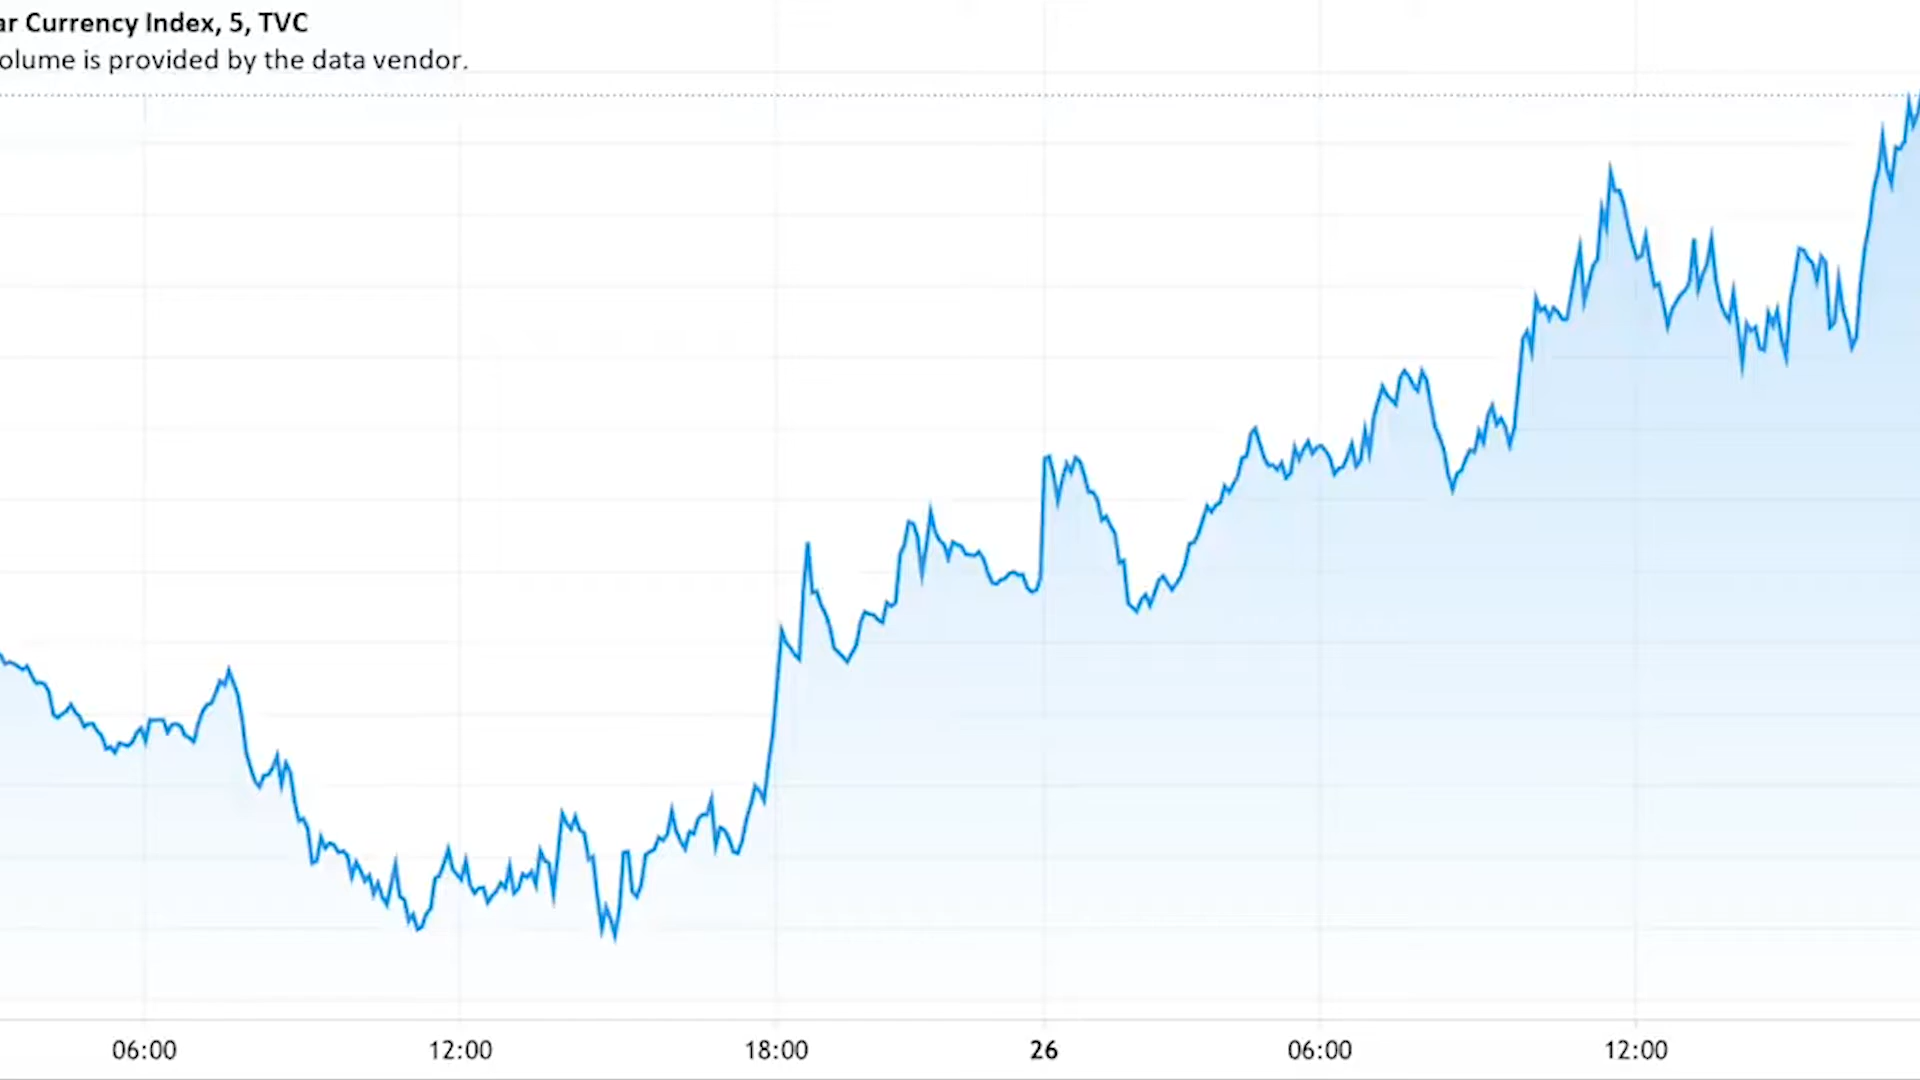 ar Currency Index, 5, TVC
olume is provided by the data vendor.
06:00 12:00 18:00 26 06:00 12:00